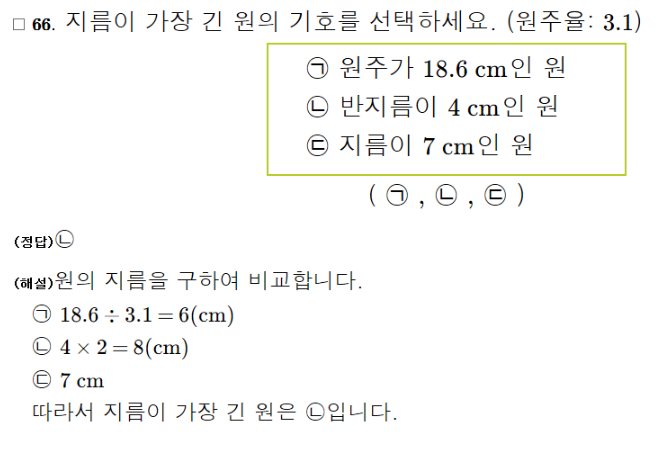 □ 66. 지름이 가장 긴 원의 기호를 선택하세요. (원주율: 3.1)
㉠ 원주가 18.6 cm인 원
㉡ 반지름이 4 cm인 원
㉢ 지름이 7 cm인 원
( ㉠ , ㉡ , ㉢ )
(정답)㉡
(해설)원의 지름을 구하여 비교합니다.
㉠ 18.6 ÷ 3.1 = 6(cm)
㉡ 4 × 2 = 8(cm)
㉢ 7 cm
따라서 지름이 가장 긴 원은 ㉡입니다.